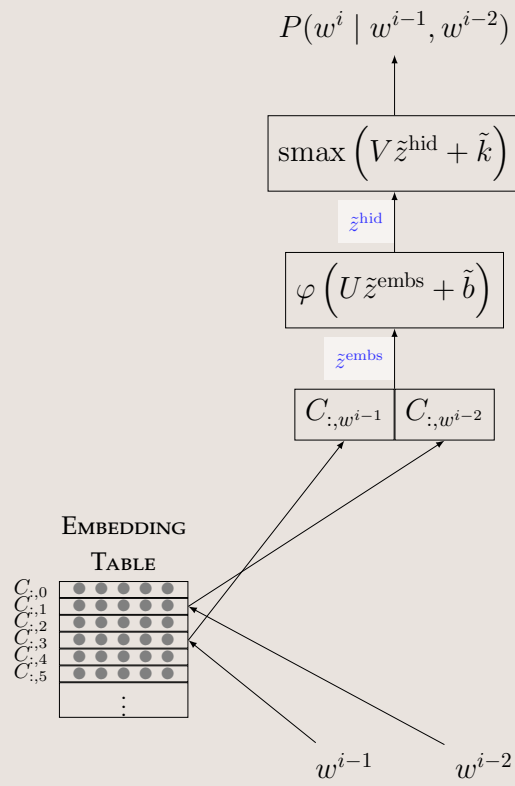 P(w^i | w^{i−1}, w^{i−2})
smax (V z̃^hid + k̃)
z̃^hid
φ (U z̃^embs + b̃)
z̃^embs
C_{:,w^{i−1}} C_{:,w^{i−2}}
EMBEDDING
TABLE
C_{:,0}
C_{:,1}
C_{:,2}
C_{:,3}
C_{:,4}
C_{:,5}
⋮
w^{i−1} w^{i−2}